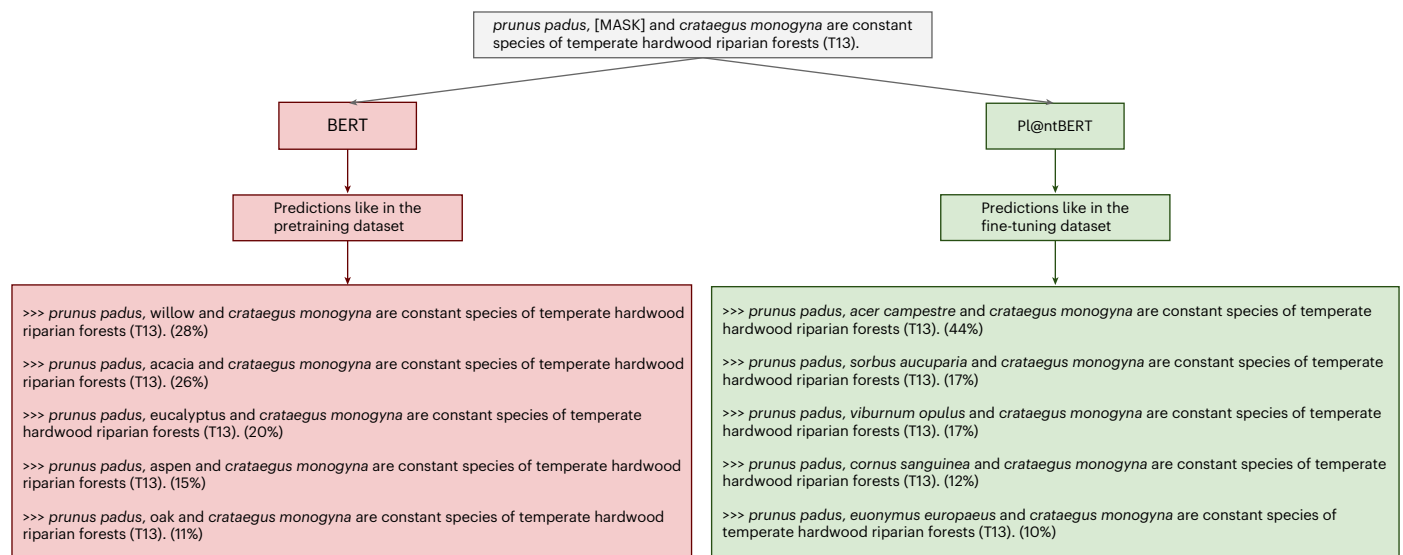 prunus padus, [MASK] and crataegus monogyna are constant
species of temperate hardwood riparian forests (T13).
BERT
Pl@ntBERT
Predictions like in the
pretraining dataset
Predictions like in the
fine-tuning dataset
>>> prunus padus, willow and crataegus monogyna are constant species of temperate hardwood
riparian forests (T13). (28%)
>>> prunus padus, acacia and crataegus monogyna are constant species of temperate hardwood
riparian forests (T13). (26%)
>>> prunus padus, eucalyptus and crataegus monogyna are constant species of temperate
hardwood riparian forests (T13). (20%)
>>> prunus padus, aspen and crataegus monogyna are constant species of temperate hardwood
riparian forests (T13). (15%)
>>> prunus padus, oak and crataegus monogyna are constant species of temperate hardwood
riparian forests (T13). (11%)
>>> prunus padus, acer campestre and crataegus monogyna are constant species of temperate
hardwood riparian forests (T13). (44%)
>>> prunus padus, sorbus aucuparia and crataegus monogyna are constant species of temperate
hardwood riparian forests (T13). (17%)
>>> prunus padus, viburnum opulus and crataegus monogyna are constant species of temperate
hardwood riparian forests (T13). (17%)
>>> prunus padus, cornus sanguinea and crataegus monogyna are constant species of temperate
hardwood riparian forests (T13). (12%)
>>> prunus padus, euonymus europaeus and crataegus monogyna are constant species of
temperate hardwood riparian forests (T13). (10%)